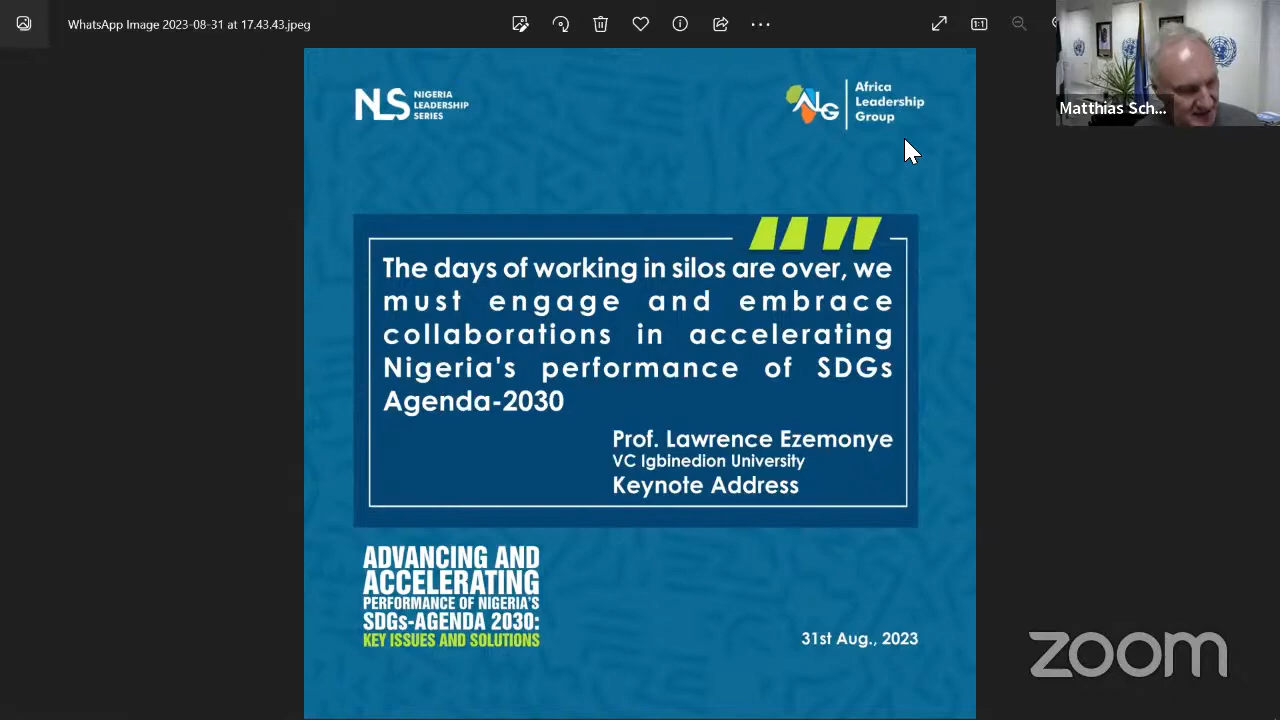 WhatsApp Image 2023-08-31 at 17.43.43.jpeg
1:1
Matthias Sch...
NLS NIGERIA
LEADERSHIP
SERIES
ALG Africa
Leadership
Group
The days of working in silos are over, we
must engage and embrace
collaborations in accelerating
Nigeria's performance of SDGs
Agenda-2030
Prof. Lawrence Ezemonye
VC Igbinedion University
Keynote Address
ADVANCING AND
ACCELERATING
PERFORMANCE OF NIGERIA'S
SDGs-AGENDA 2030:
KEY ISSUES AND SOLUTIONS
31st Aug., 2023
zoom